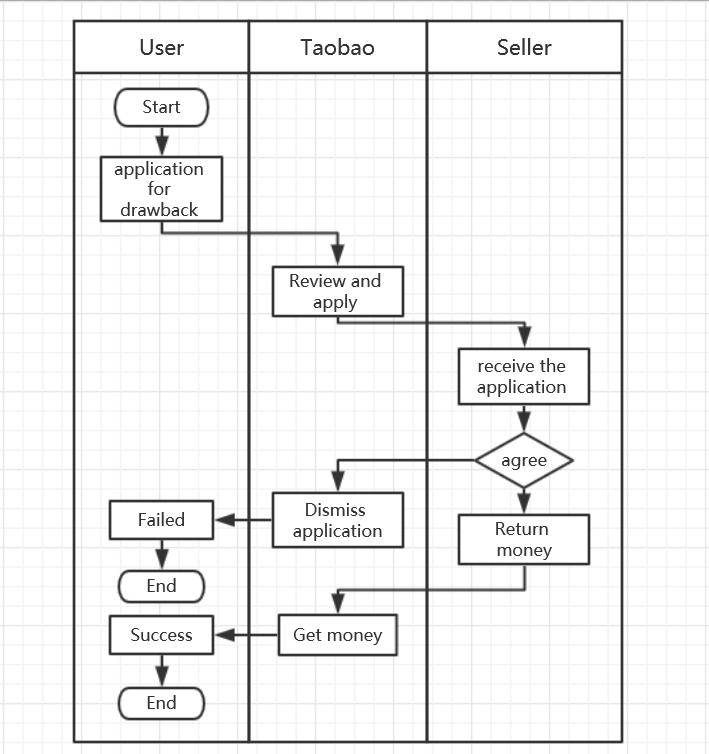 User
Taobao
Seller
Start
application
for
drawback
Review and
apply
receive the
application
agree
Dismiss
application
Failed
Return
money
End
Get money
Success
End